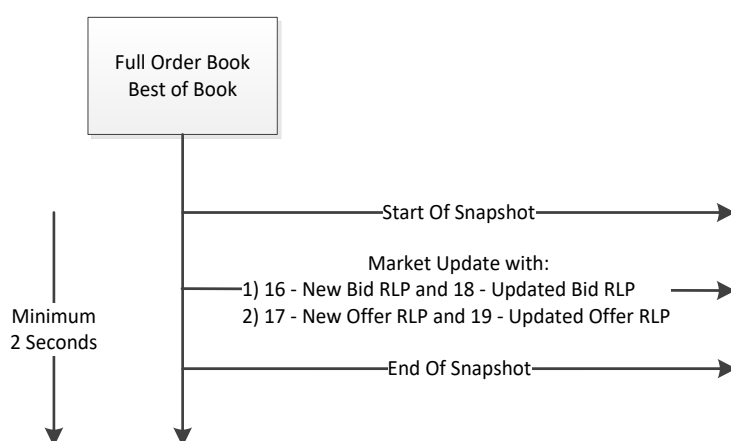 Full Order Book
Best of Book
Start Of Snapshot
Market Update with:
1) 16 - New Bid RLP and 18 - Updated Bid RLP
2) 17 - New Offer RLP and 19 - Updated Offer RLP
Minimum
2 Seconds
End Of Snapshot